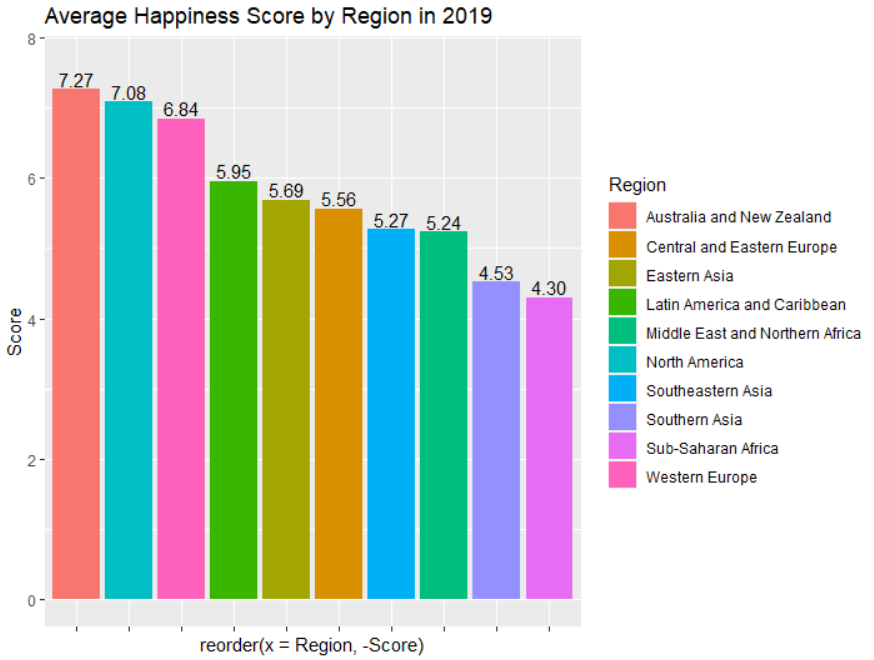 Average Happiness Score by Region in 2019
8
6
4
2
0
Score
7.27
7.08
6.84
5.95
5.69
5.56
5.27
5.24
4.53
4.30
reorder(x = Region, -Score)
Region
Australia and New Zealand
Central and Eastern Europe
Eastern Asia
Latin America and Caribbean
Middle East and Northern Africa
North America
Southeastern Asia
Southern Asia
Sub-Saharan Africa
Western Europe